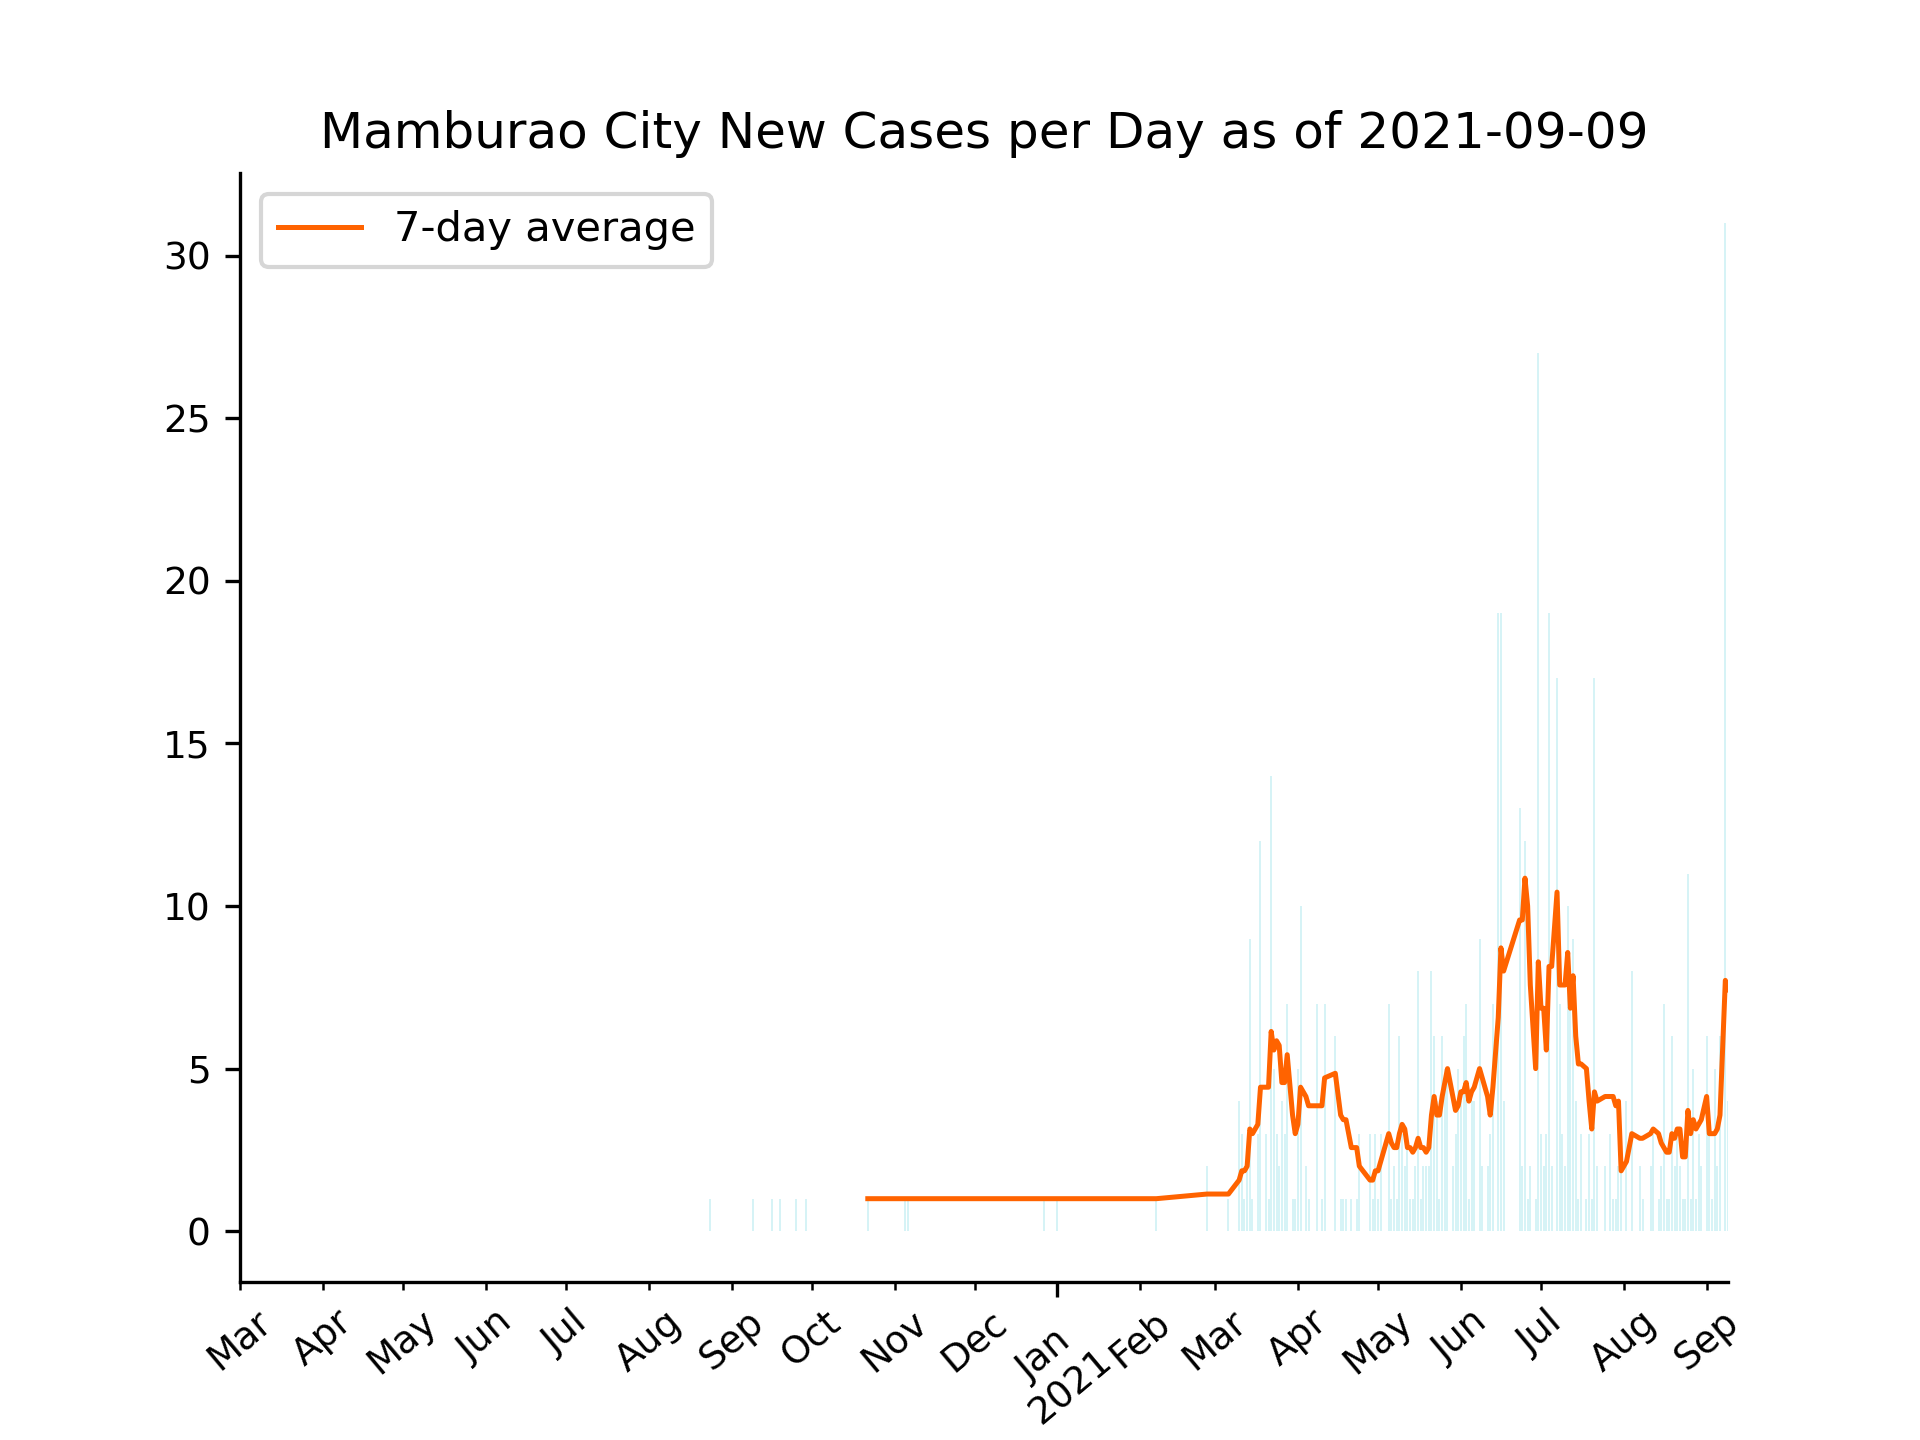 Mamburao City New Cases per Day as of 2021-09-09
7-day average
30
25
20
15
10
5
0
Mar Apr May Jun Jul Aug Sep Oct Nov Dec Jan Feb Mar Apr May Jun Jul Aug Sep
2021